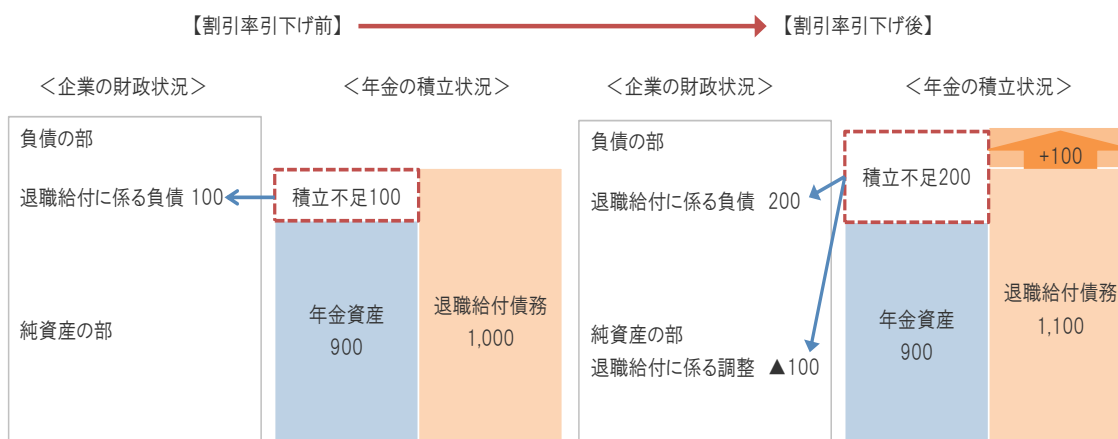 【割引率引下げ前】
【割引率引下げ後】
＜企業の財政状況＞
＜年金の積立状況＞
負債の部
退職給付に係る負債 100
純資産の部
積立不足100
年金資産
900
退職給付債務
1,000
＜企業の財政状況＞
＜年金の積立状況＞
負債の部
退職給付に係る負債 200
純資産の部
退職給付に係る調整 ▲100
積立不足200
年金資産
900
+100
退職給付債務
1,100